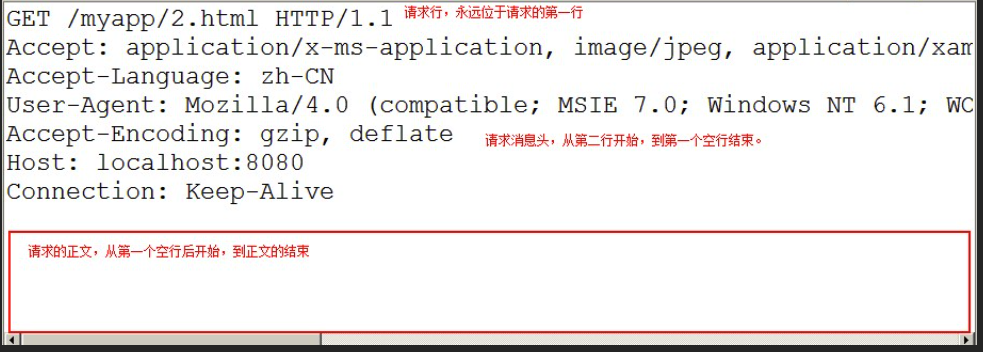 GET /myapp/2.html HTTP/1.1 请求行，永远位于请求的第一行
Accept: application/x-ms-application, image/jpeg, application/xam
Accept-Language: zh-CN
User-Agent: Mozilla/4.0 (compatible; MSIE 7.0; Windows NT 6.1; WO
Accept-Encoding: gzip, deflate
请求消息头，从第二行开始，到第一个空行结束。
Host: localhost:8080
Connection: Keep-Alive
请求的正文，从第一个空行后开始，到正文的结束